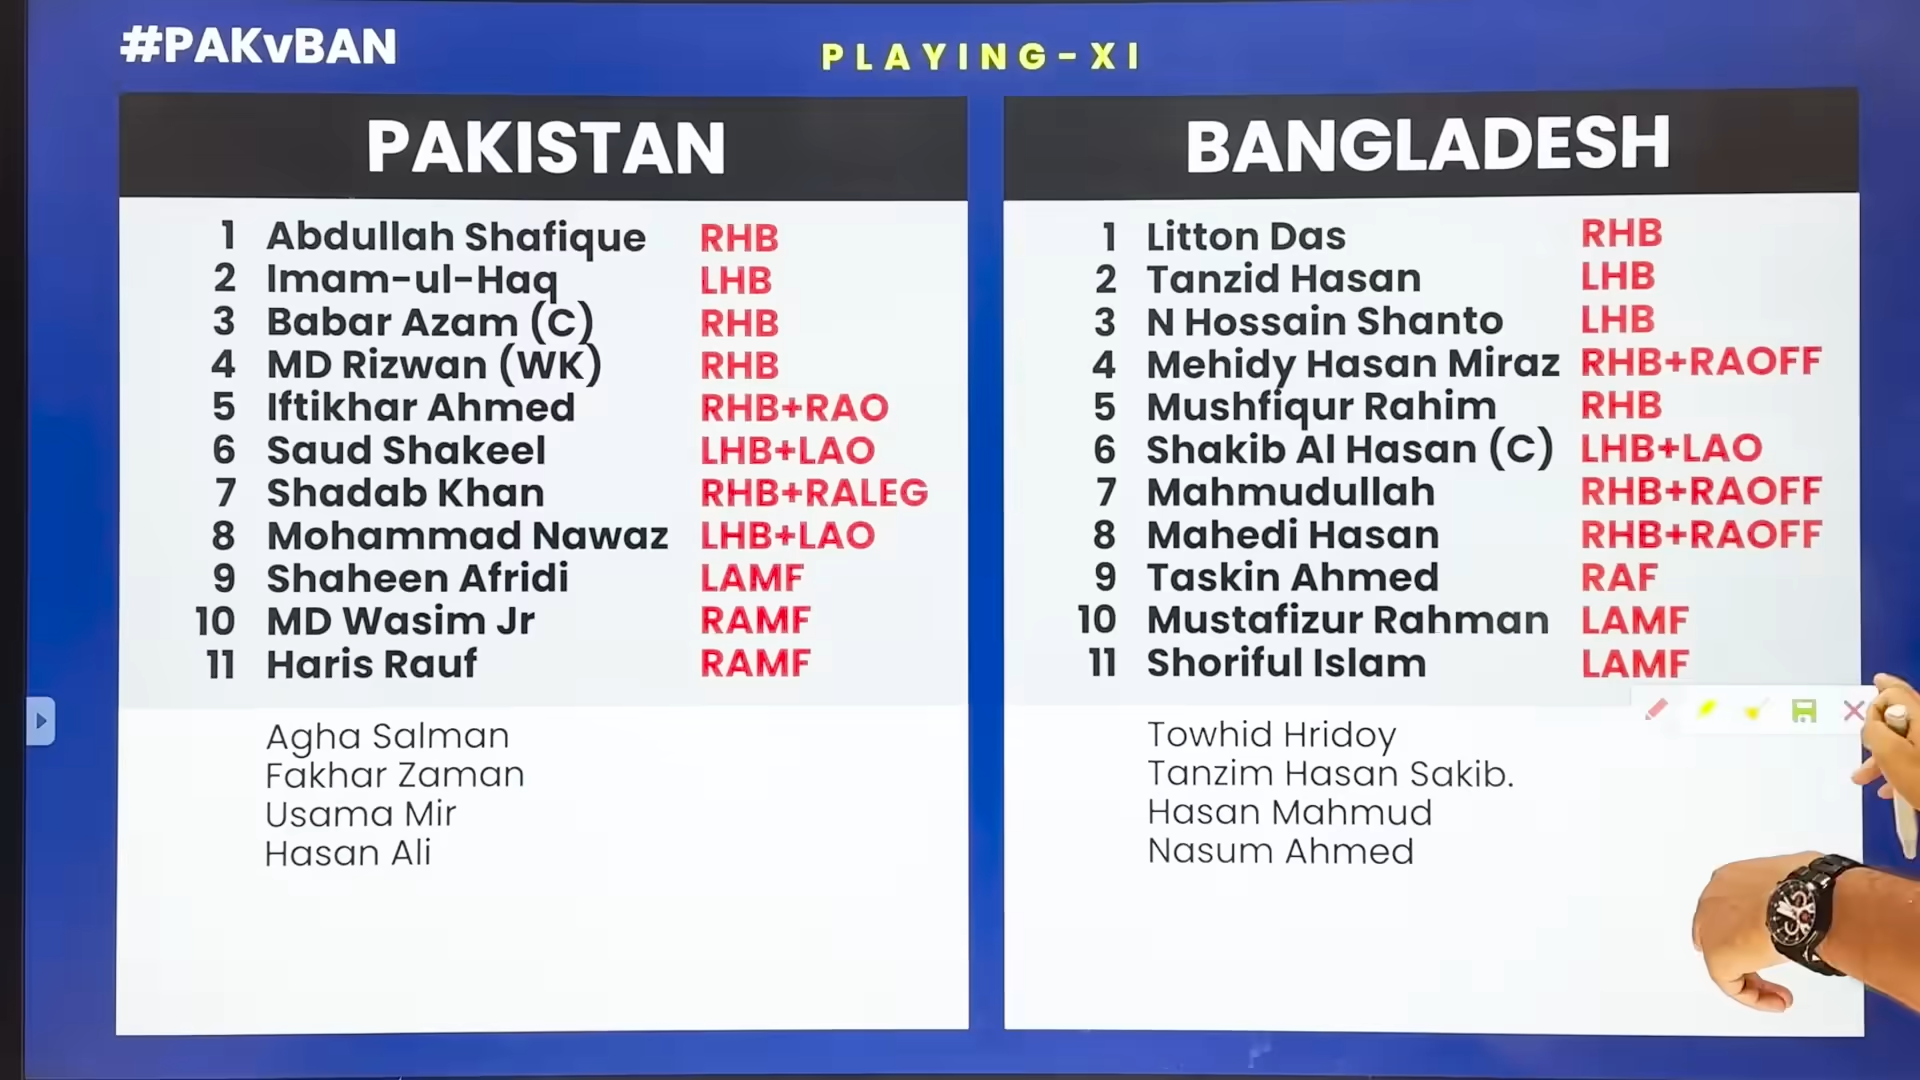 #PAKvBAN
PLAYING-XI
PAKISTAN
1 Abdullah Shafique RHB
2 Imam-ul-Haq LHB
3 Babar Azam (C) RHB
4 MD Rizwan (WK) RHB
5 Iftikhar Ahmed RHB+RAO
6 Saud Shakeel LHB+LAO
7 Shadab Khan RHB+RALEG
8 Mohammad Nawaz LHB+LAO
9 Shaheen Afridi LAMF
10 MD Wasim Jr RAMF
11 Haris Rauf RAMF
Agha Salman
Fakhar Zaman
Usama Mir
Hasan Ali
BANGLADESH
1 Litton Das RHB
2 Tanzid Hasan LHB
3 N Hossain Shanto LHB
4 Mehidy Hasan Miraz RHB+RAOFF
5 Mushfiqur Rahim RHB
6 Shakib Al Hasan (C) LHB+LAO
7 Mahmudullah RHB+RAOFF
8 Mahedi Hasan RHB+RAOFF
9 Taskin Ahmed RAF
10 Mustafizur Rahman LAMF
11 Shoriful Islam LAMF
Towhid Hridoy
Tanzim Hasan Sakib.
Hasan Mahmud
Nasum Ahmed